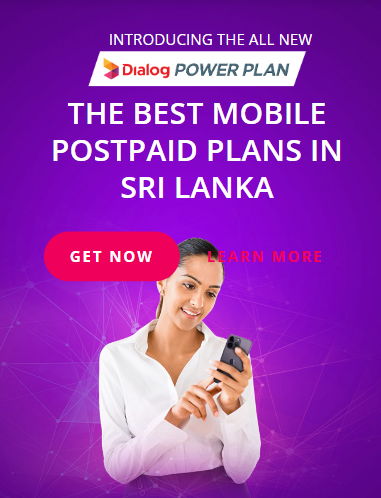 INTRODUCING THE ALL NEW
Dialog POWER PLAN
THE BEST MOBILE
POSTPAID PLANS IN
SRI LANKA
GET NOW LEARN MORE